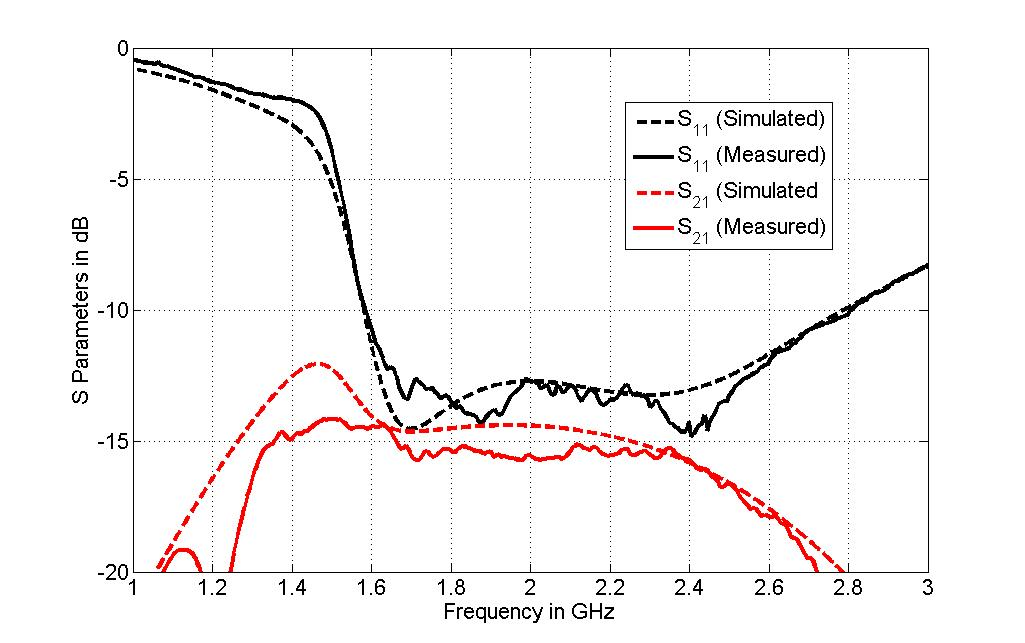 0
-5
-10
-15
-20
S Parameters in dB
S11 (Simulated)
S11 (Measured)
S21 (Simulated
S21 (Measured)
1 1.2 1.4 1.6 1.8 2 2.2 2.4 2.6 2.8 3
Frequency in GHz